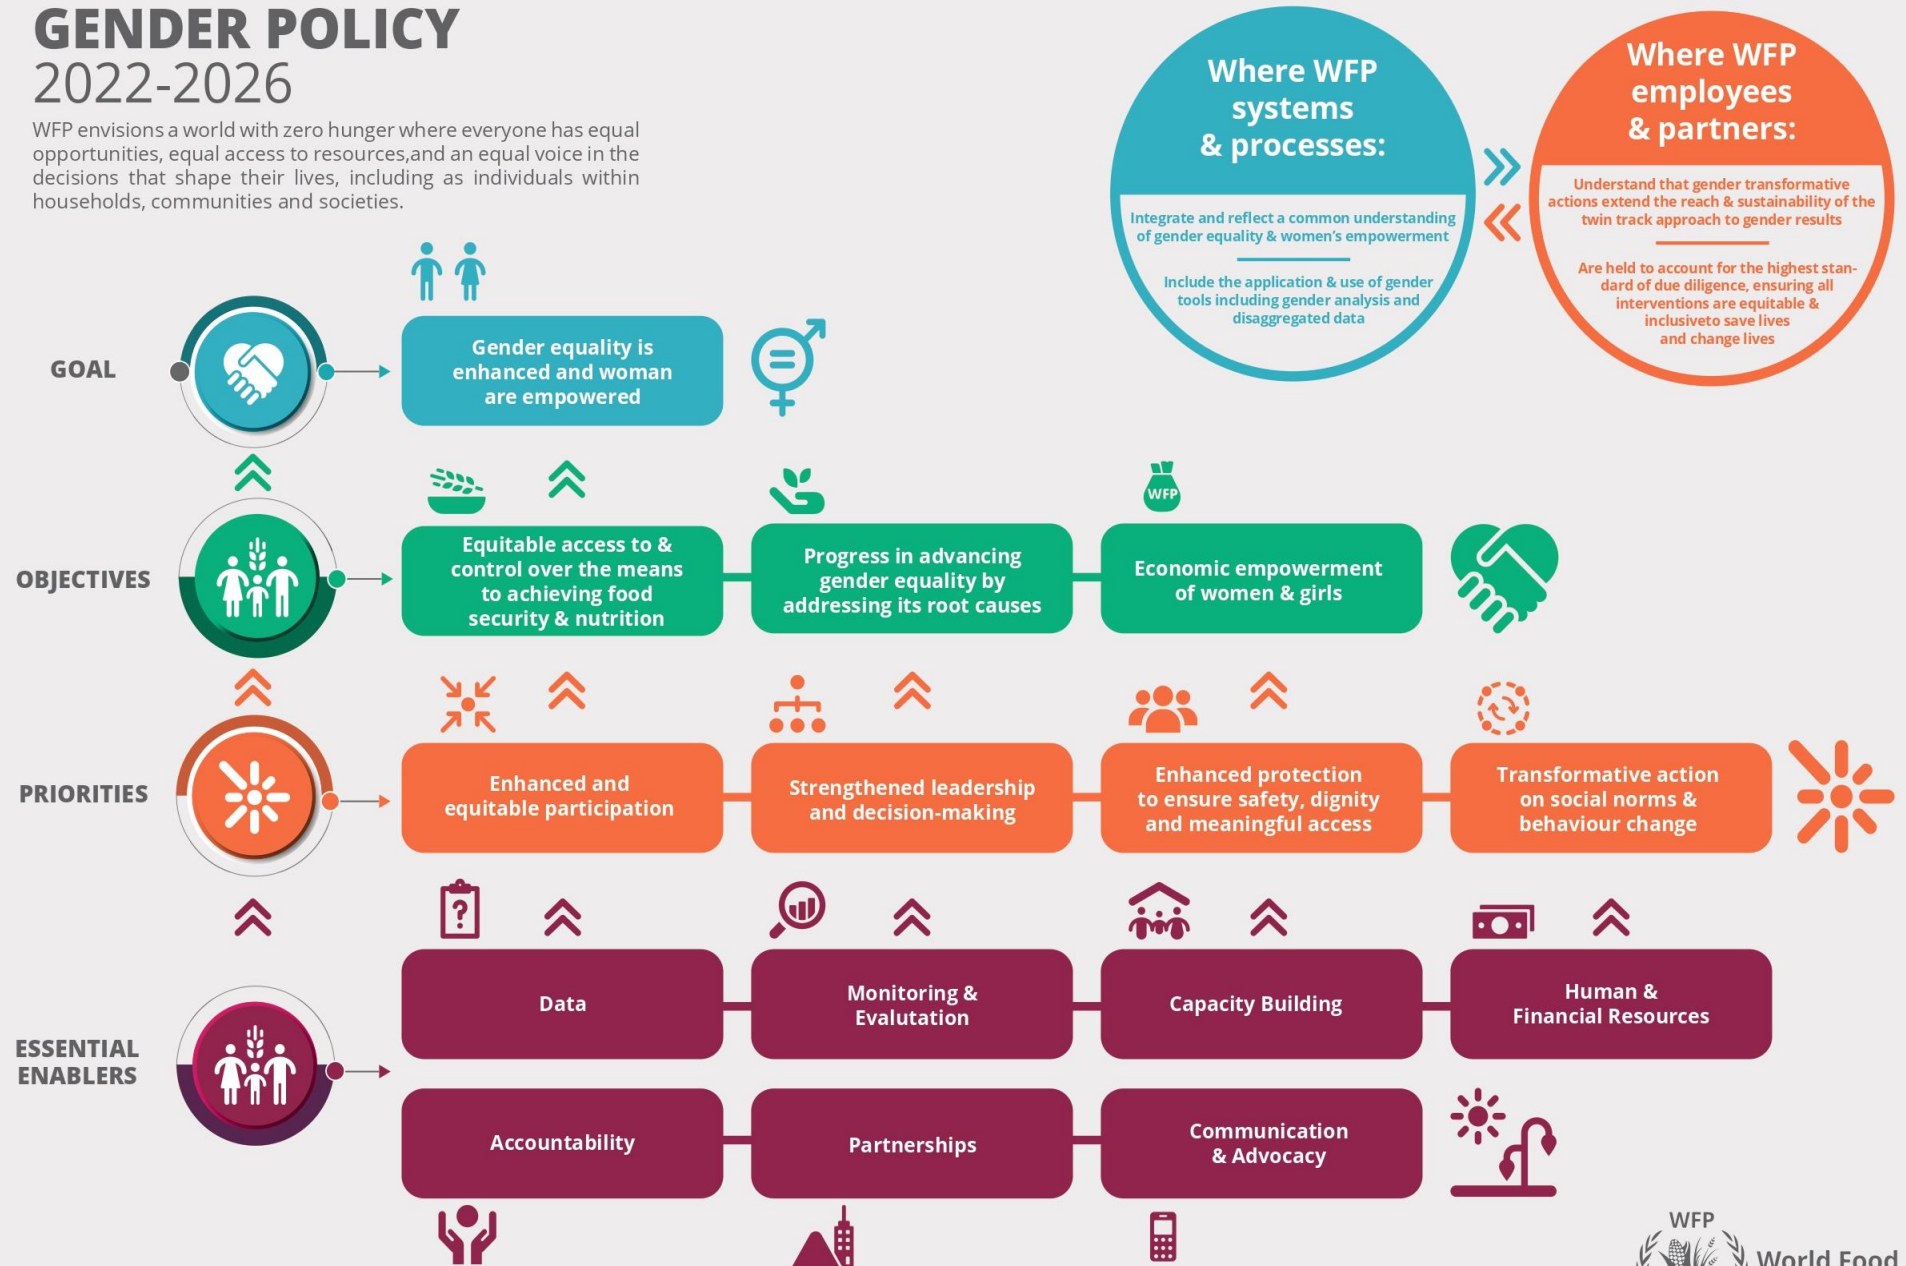 GENDER POLICY
2022-2026
WFP envisions a world with zero hunger where everyone has equal
opportunities, equal access to resources,and an equal voice in the
decisions that shape their lives, including as individuals within
households, communities and societies.
Where WFP
systems
& processes:
Integrate and reflect a common understanding
of gender equality & women's empowerment
Include the application & use of gender
tools including gender analysis and
disaggregated data
Where WFP
employees
& partners:
Understand that gender transformative
actions extend the reach & sustainability of the
twin track approach to gender results
Are held to account for the highest stan-
dard of due diligence, ensuring all
interventions are equitable &
inclusiveto save lives
and change lives
GOAL
Gender equality is
enhanced and woman
are empowered
OBJECTIVES
Equitable access to &
control over the means
to achieving food
security & nutrition
Progress in advancing
gender equality by
addressing its root causes
WFP
Economic empowerment
of women & girls
PRIORITIES
Enhanced and
equitable participation
Strengthened leadership
and decision-making
Enhanced protection
to ensure safety, dignity
and meaningful access
Transformative action
on social norms &
behaviour change
ESSENTIAL
ENABLERS
?
Data
Monitoring &
Evalutation
Capacity Building
Human &
Financial Resources
Accountability
Partnerships
Communication
& Advocacy
WFP
World Food